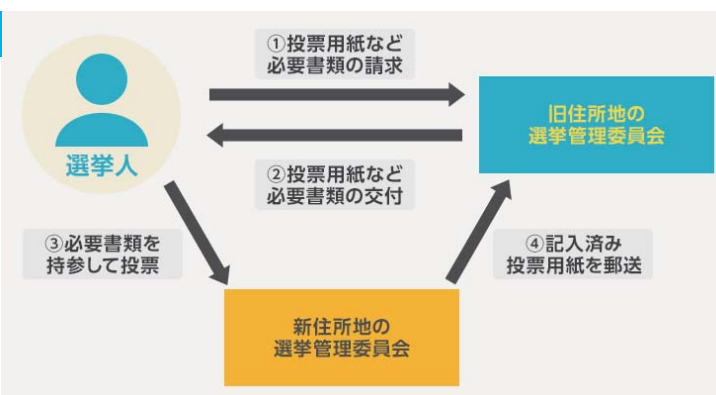 ①投票用紙など
必要書類の請求
旧住所地の
選挙管理委員会
選挙人
②投票用紙など
必要書類の交付
③必要書類を
持参して投票
④記入済み
投票用紙を郵送
新住所地の
選挙管理委員会